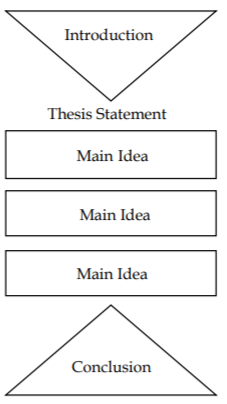 Introduction
Thesis Statement
Main Idea
Main Idea
Main Idea
Conclusion